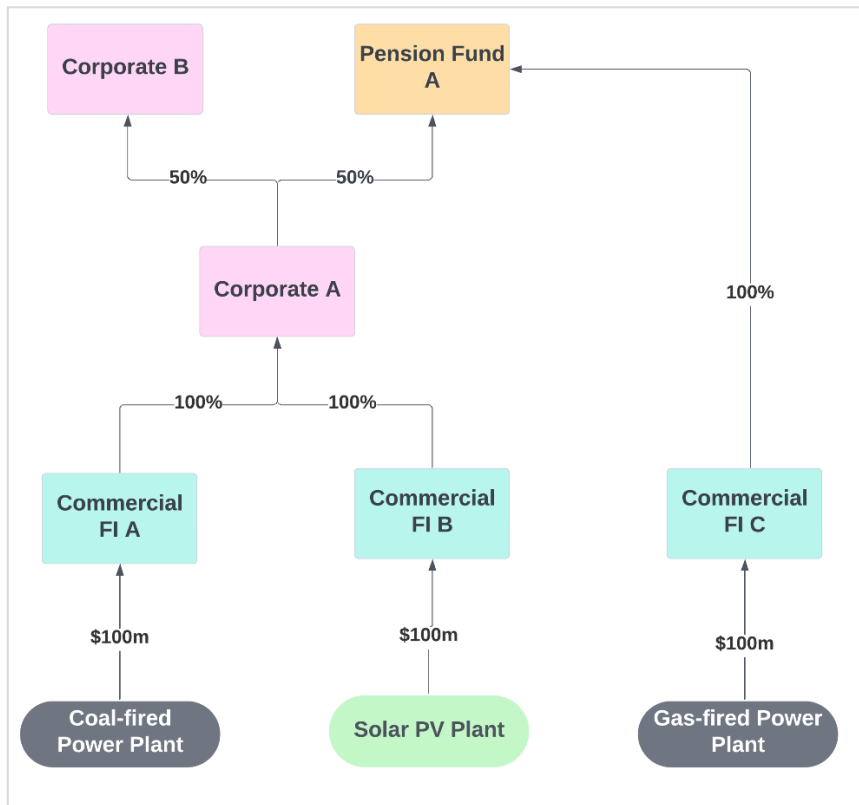 Corporate B
Pension Fund
A
50%
50%
Corporate A
100%
100%
100%
Commercial
FI A
Commercial
FI B
Commercial
FI C
$100m
$100m
$100m
Coal-fired
Power Plant
Solar PV Plant
Gas-fired Power
Plant